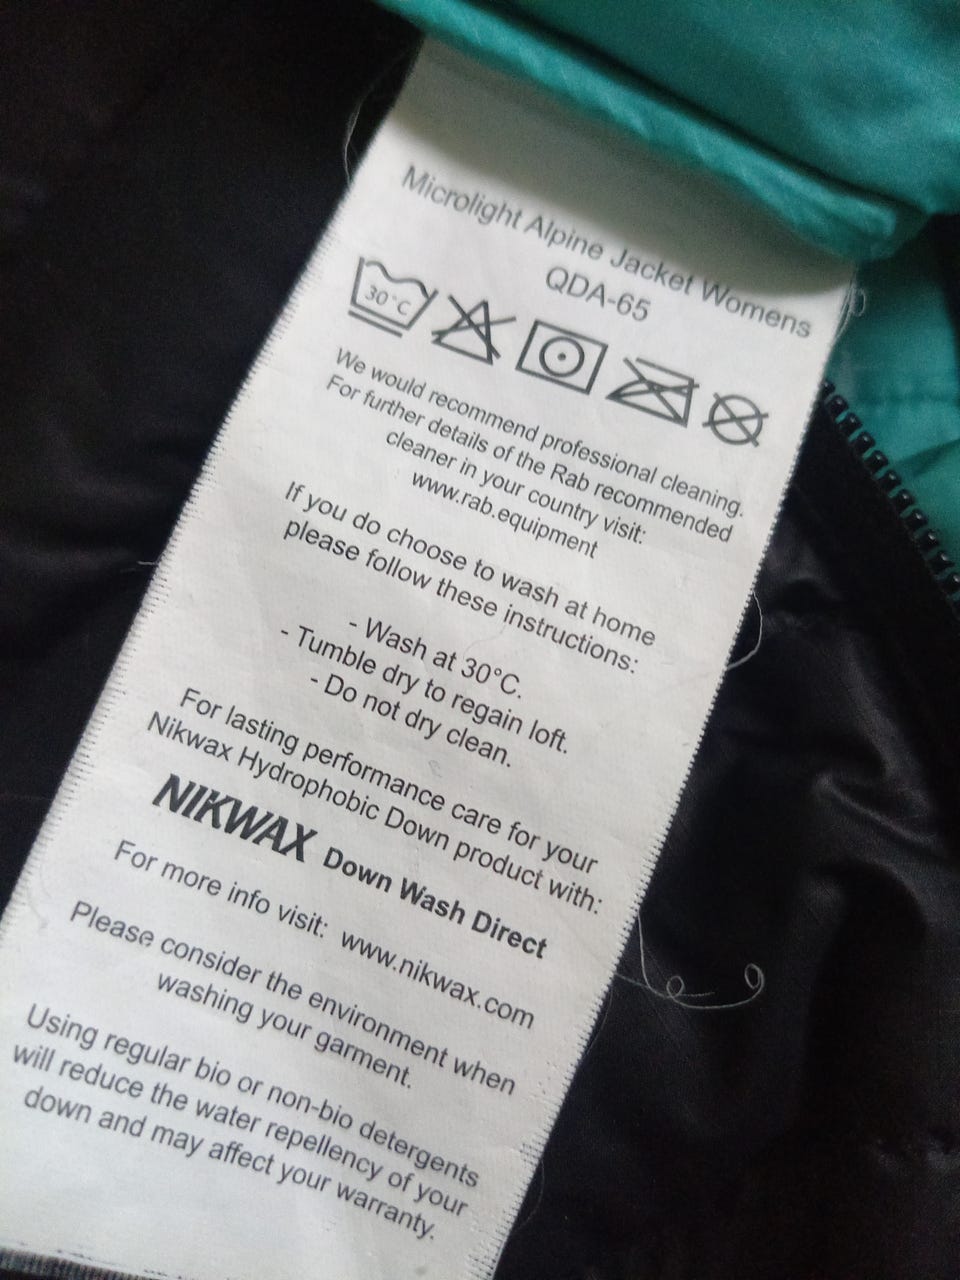 Microlight Alpine Jacket Womens
QDA-65
30°C
We would recommend professional cleaning.
For further details of the Rab recommended
cleaner in your country visit:
www.rab.equipment
If you do choose to wash at home
please follow these instructions:
- Wash at 30°C.
- Tumble dry to regain loft.
- Do not dry clean.
For lasting performance care for your
Nikwax Hydrophobic Down product with:
NIKWAX Down Wash Direct
For more info visit: www.nikwax.com
Please consider the environment when
washing your garment.
Using regular bio or non-bio detergents
will reduce the water repellency of your
down and may affect your warranty.